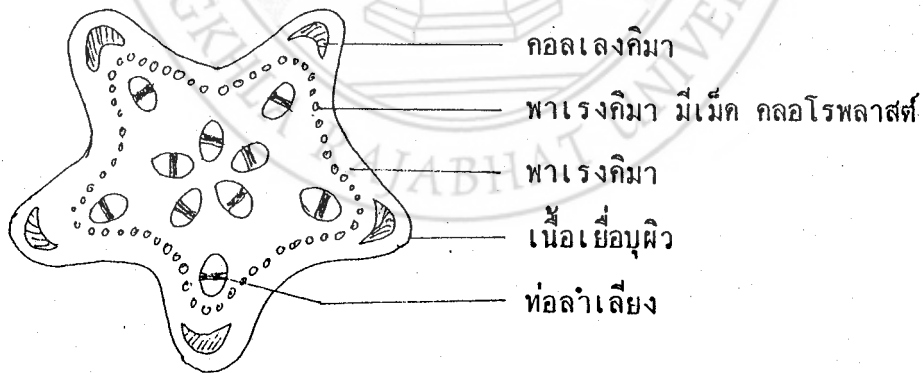 คอลเลงคิมา
พาเรงคิมา มีเม็ด คลอโรพลาสต์
พาเรงคิมา
เนื้อเยื่อบุผิว
ท่อลำเลียง
RAJABHAT UNIVER